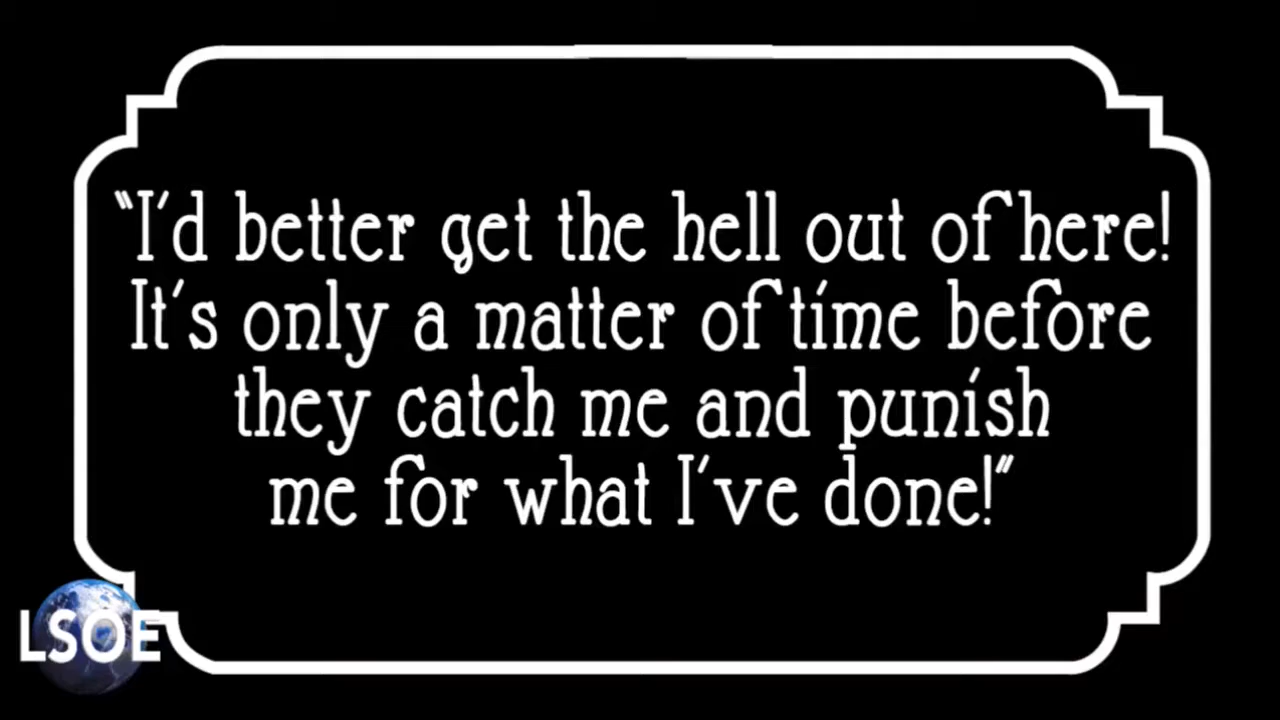 "I'd better get the hell out of here!
It's only a matter of time before
they catch me and punish
me for what I've done!"
LSOE